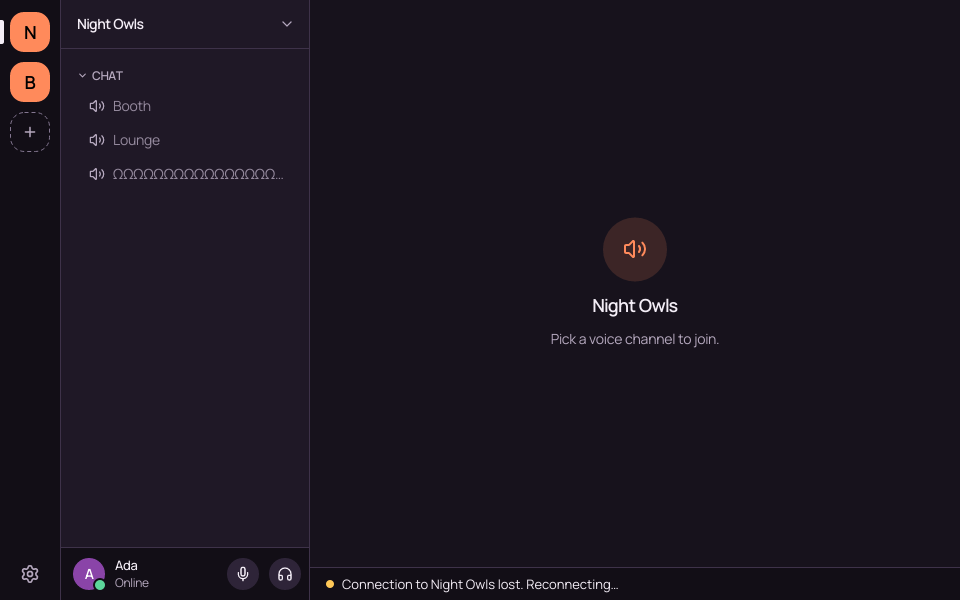 N
Night Owls
B
CHAT
Booth
Lounge
ΩΩΩΩΩΩΩΩΩΩΩΩΩΩΩΩ…
Night Owls
Pick a voice channel to join.
A
Ada
Online
Connection to Night Owls lost. Reconnecting…